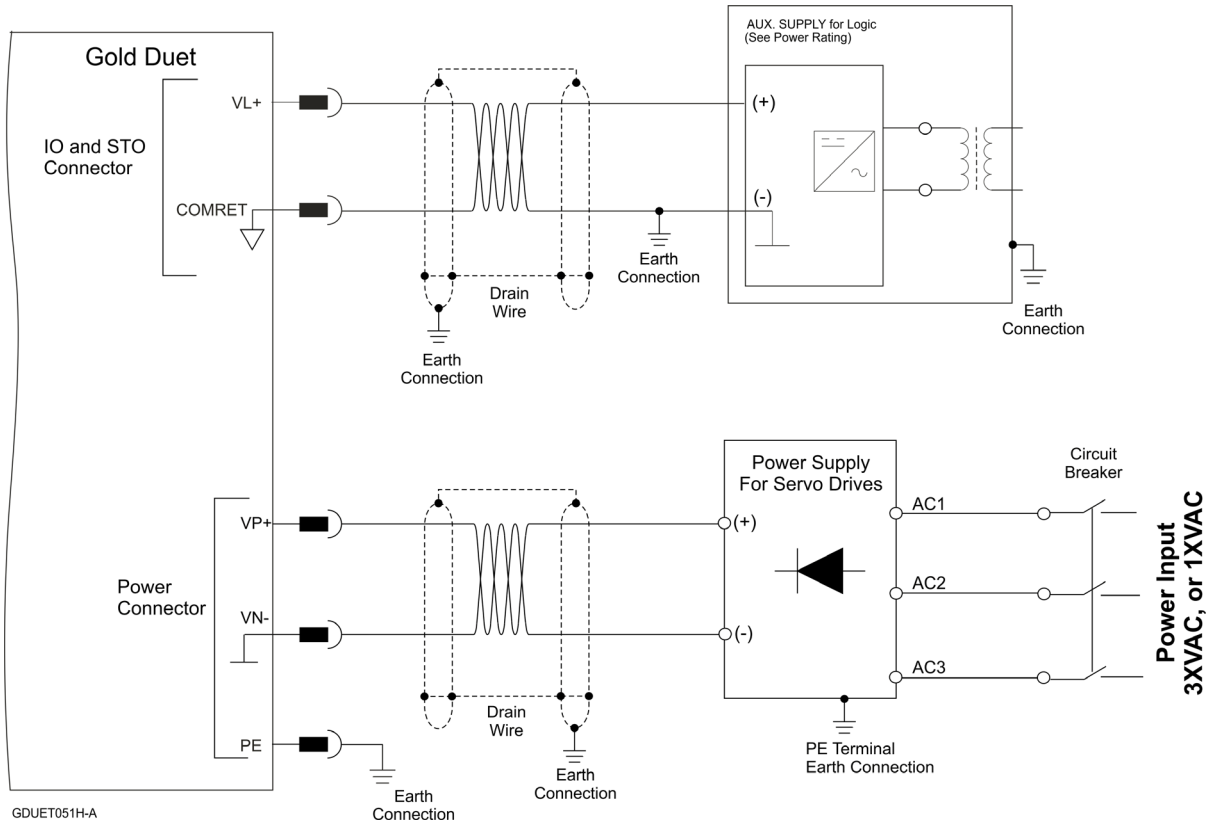 Gold Duet
IO and STO
Connector
VL+
COMRET
Drain
Wire
Earth
Connection
Earth
Connection
AUX. SUPPLY for Logic
(See Power Rating)
(+)
(-)
Earth
Connection
Power
Connector
VP+
VN-
PE
Drain
Wire
Earth
Connection
Earth
Connection
Power Supply
For Servo Drives
(+)
(-)
AC1
AC2
AC3
PE Terminal
Earth Connection
Circuit
Breaker
Power Input
3XVAC, or 1XVAC
GDUET051H-A